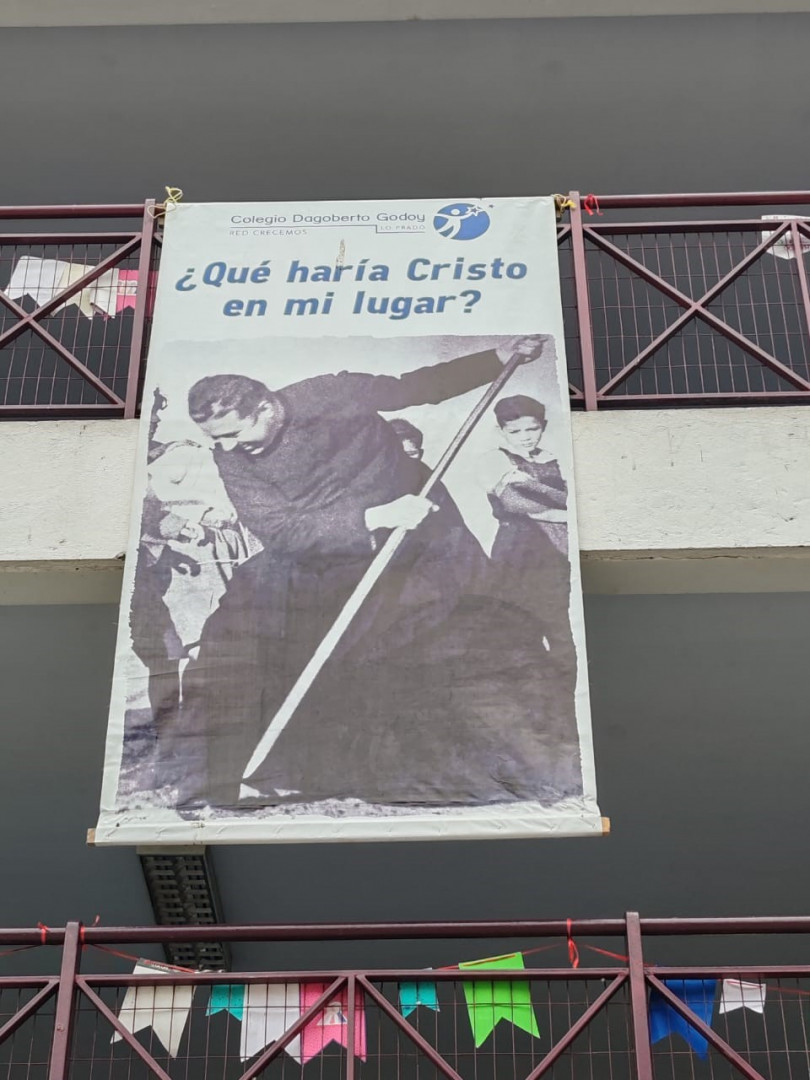 Colegio Dagoberto Godoy
RED CRECEMOS LO PRADO
¿Qué haría Cristo
en mi lugar?